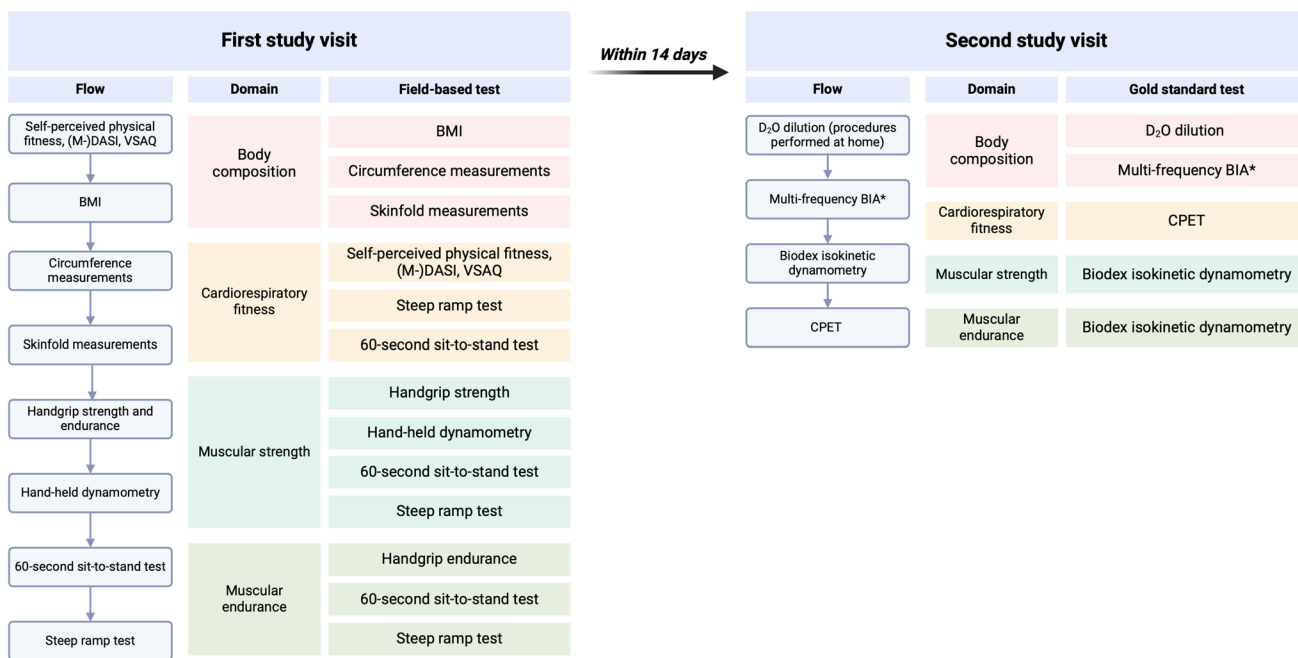 First study visit
Flow
Domain
Field-based test
Self-perceived physical
fitness, (M-)DASI, VSAQ
BMI
Circumference
measurements
Skinfold measurements
Handgrip strength and
endurance
Hand-held dynamometry
60-second sit-to-stand test
Steep ramp test
Body
composition
BMI
Circumference measurements
Skinfold measurements
Cardiorespiratory
fitness
Self-perceived physical fitness,
(M-)DASI, VSAQ
Steep ramp test
60-second sit-to-stand test
Muscular strength
Handgrip strength
Hand-held dynamometry
60-second sit-to-stand test
Steep ramp test
Muscular
endurance
Handgrip endurance
60-second sit-to-stand test
Steep ramp test
Within 14 days
Second study visit
Flow
Domain
Gold standard test
D₂O dilution (procedures
performed at home)
Multi-frequency BIA*
Biodex isokinetic
dynamometry
CPET
Body
composition
D₂O dilution
Multi-frequency BIA*
Cardiorespiratory
fitness
CPET
Muscular strength
Biodex isokinetic dynamometry
Muscular
endurance
Biodex isokinetic dynamometry